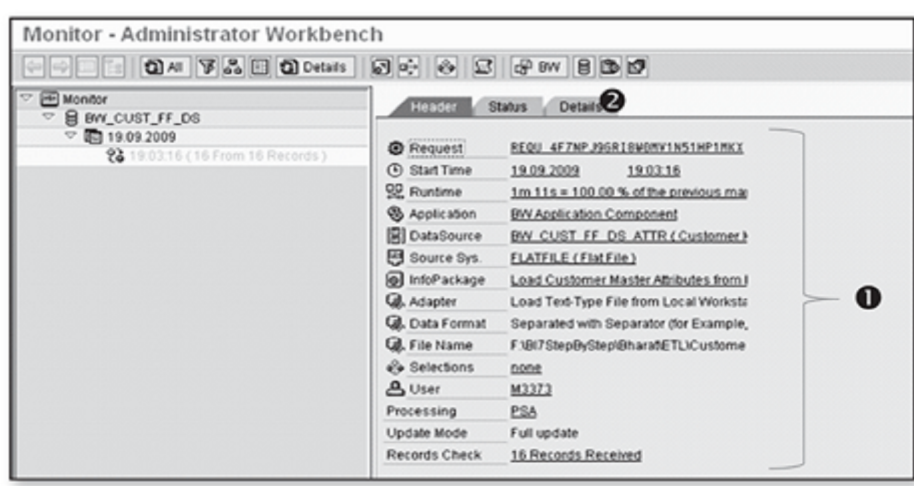 Monitor - Administrator Workbench
All Details BW
Monitor
BW_CUST_FF_DS
19.09.2009
19:03:16 ( 16 From 16 Records )
Header Status Details ❷
Request
Start Time 19.09.2009 19:03:16
Runtime 1m 11s = 100.00 % of the previous
Application BW Application Component
DataSource BW_CUST_FF_DS_ATTR ( Customer
Source Sys. FLATFILE ( Flat File )
InfoPackage Load Customer Master Attributes from
Adapter Load Text-Type File from Local Worksta
Data Format Separated with Separator (for Example,
File Name F:\BI7StepByStep\Bharat\ETL\Custome
Selections none
User M3373
Processing PSA
Update Mode Full update
Records Check 16 Records Received
❶